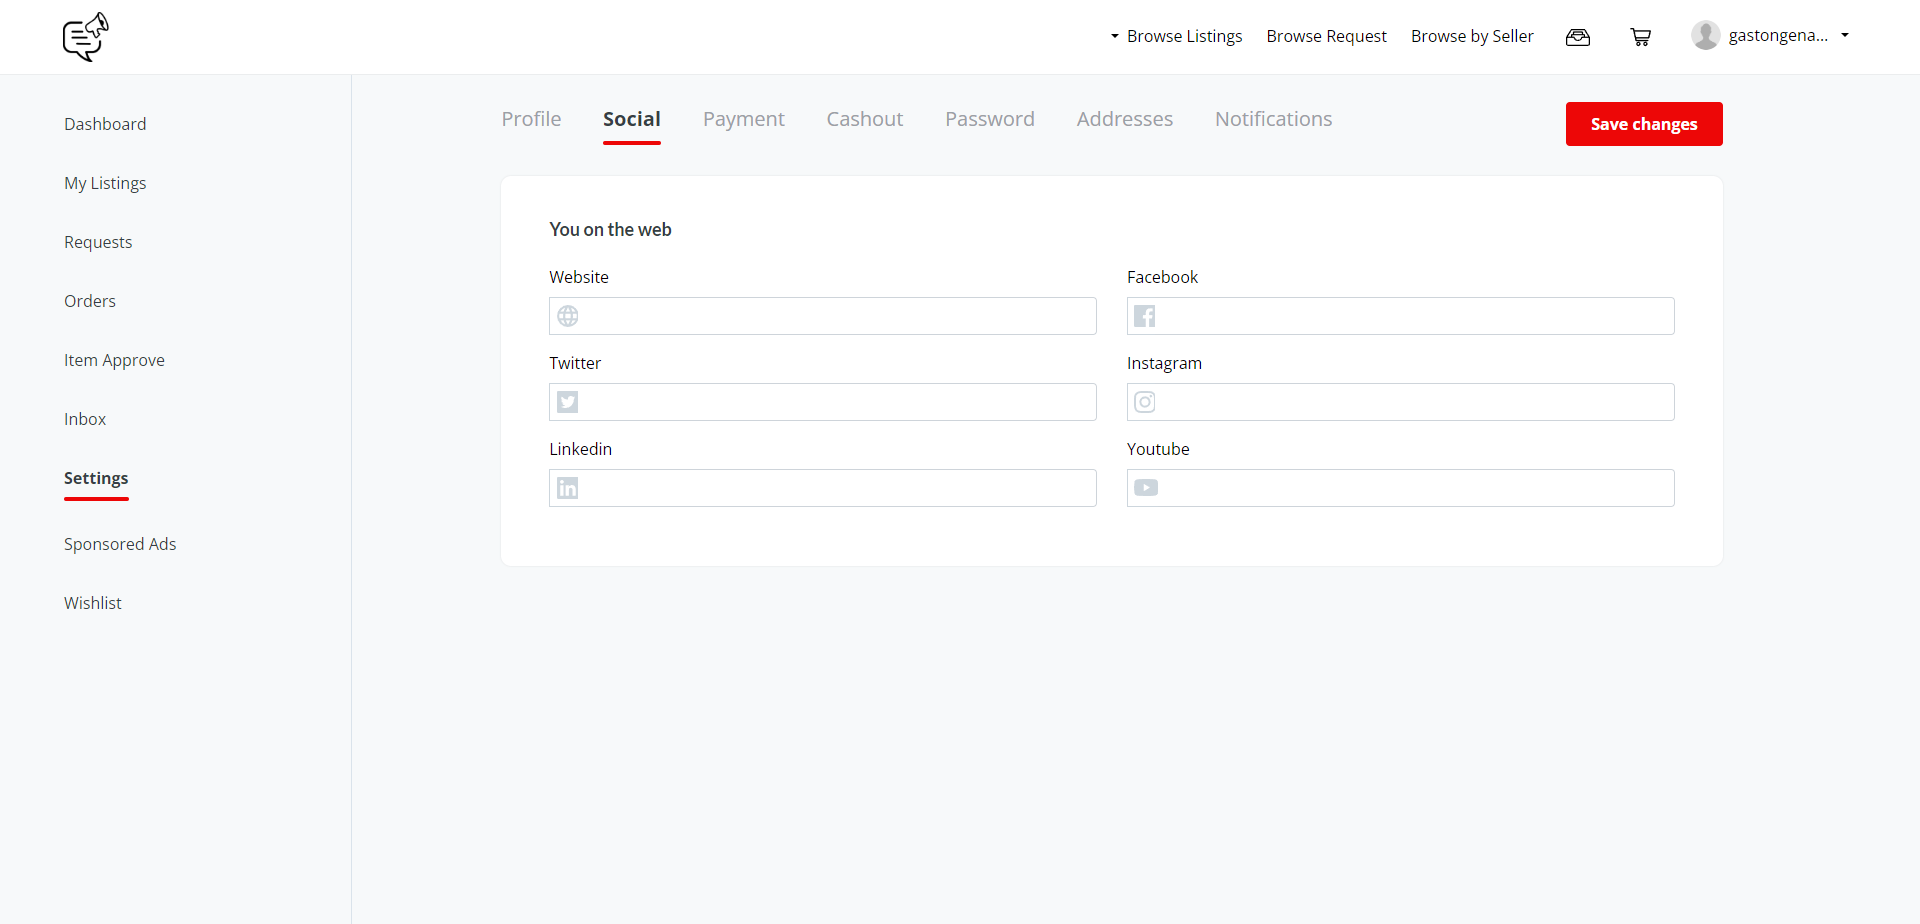 Browse Listings Browse Request Browse by Seller gastongena...
Dashboard
My Listings
Requests
Orders
Item Approve
Inbox
Settings
Sponsored Ads
Wishlist
Profile Social Payment Cashout Password Addresses Notifications
Save changes
You on the web
Website
Facebook
Twitter
Instagram
Linkedin
Youtube